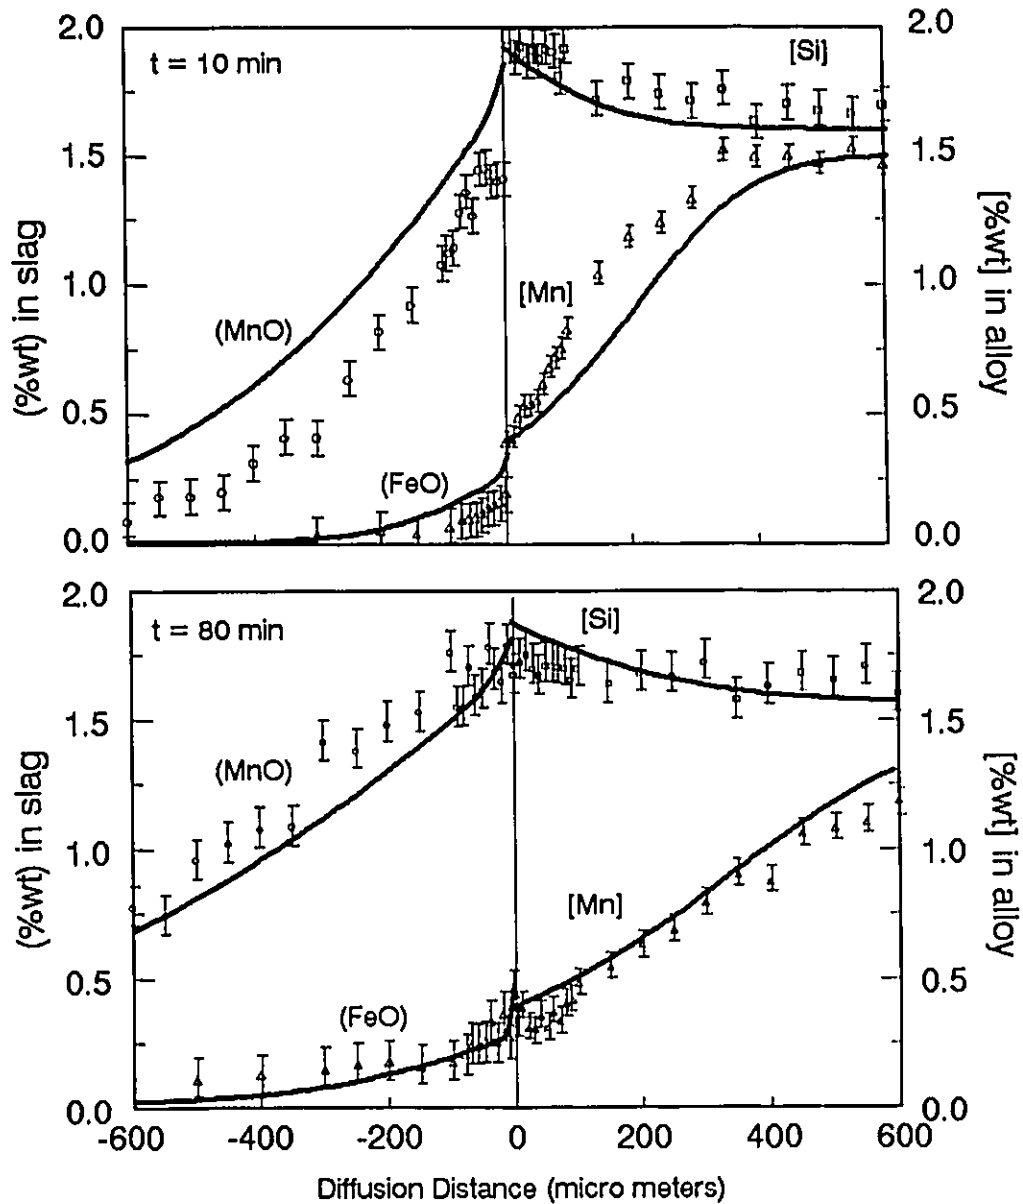 2.0
2.0
t = 10 min
[Si]
1.5
1.5
(%wt) in slag
[%wt] in alloy
1.0
[Mn]
1.0
(MnO)
0.5
0.5
(FeO)
0.0
0.0
2.0
2.0
t = 80 min
[Si]
1.5
1.5
(MnO)
(%wt) in slag
[%wt] in alloy
1.0
1.0
[Mn]
0.5
0.5
(FeO)
0.0
0.0
-600 -400 -200 0 200 400 600
Diffusion Distance (micro meters)